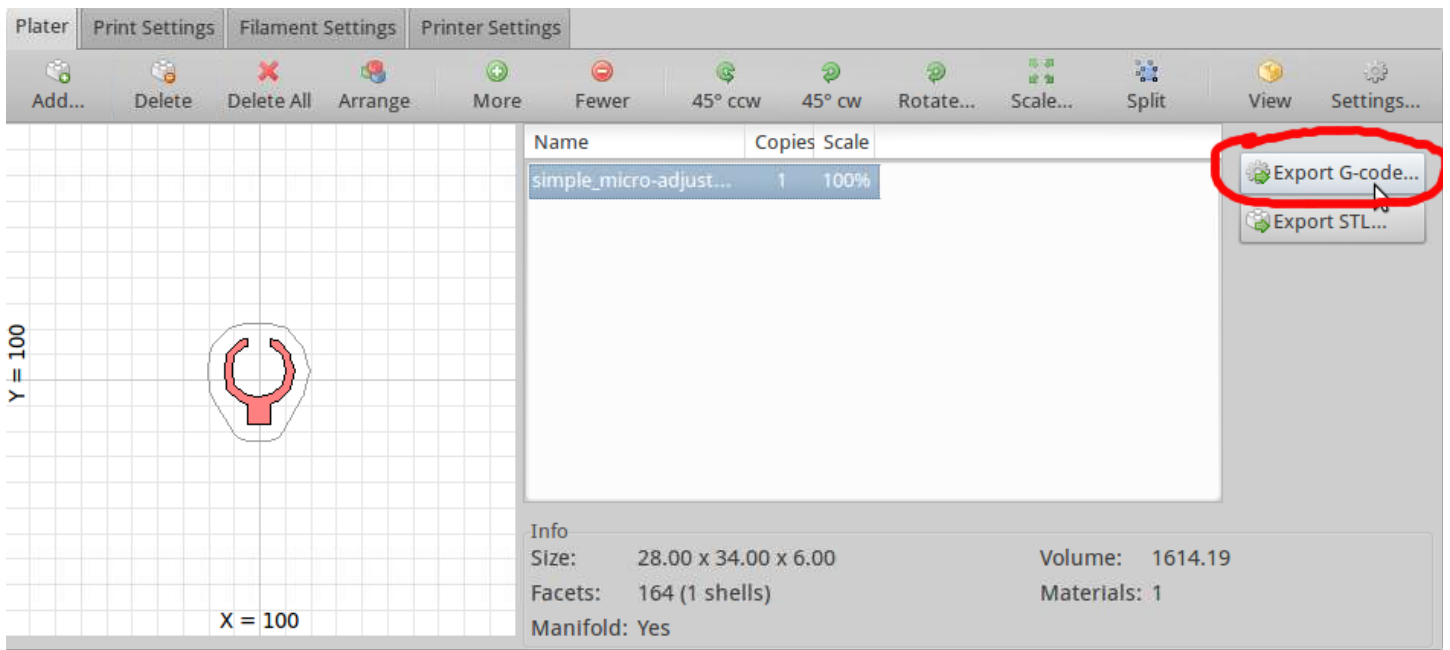 Plater Print Settings Filament Settings Printer Settings
Add... Delete Delete All Arrange More Fewer 45° ccw 45° cw Rotate... Scale... Split View Settings...
Name Copies Scale
simple_micro-adjust... 1 100%
Export G-code...
Export STL...
Y = 100
X = 100
Info
Size: 28.00 x 34.00 x 6.00 Volume: 1614.19
Facets: 164 (1 shells) Materials: 1
Manifold: Yes